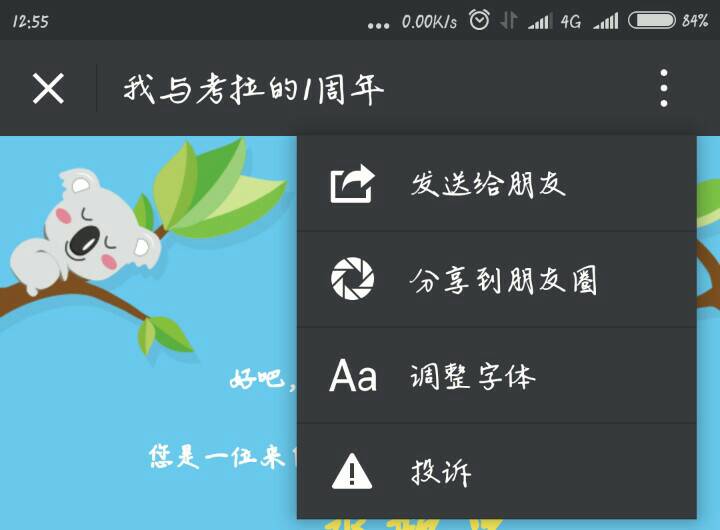 12:55 ... 0.00K/s 4G 84%
我与考拉的1周年
发送给朋友
分享到朋友圈
好吧,
Aa 调整字体
您是一位来
投诉